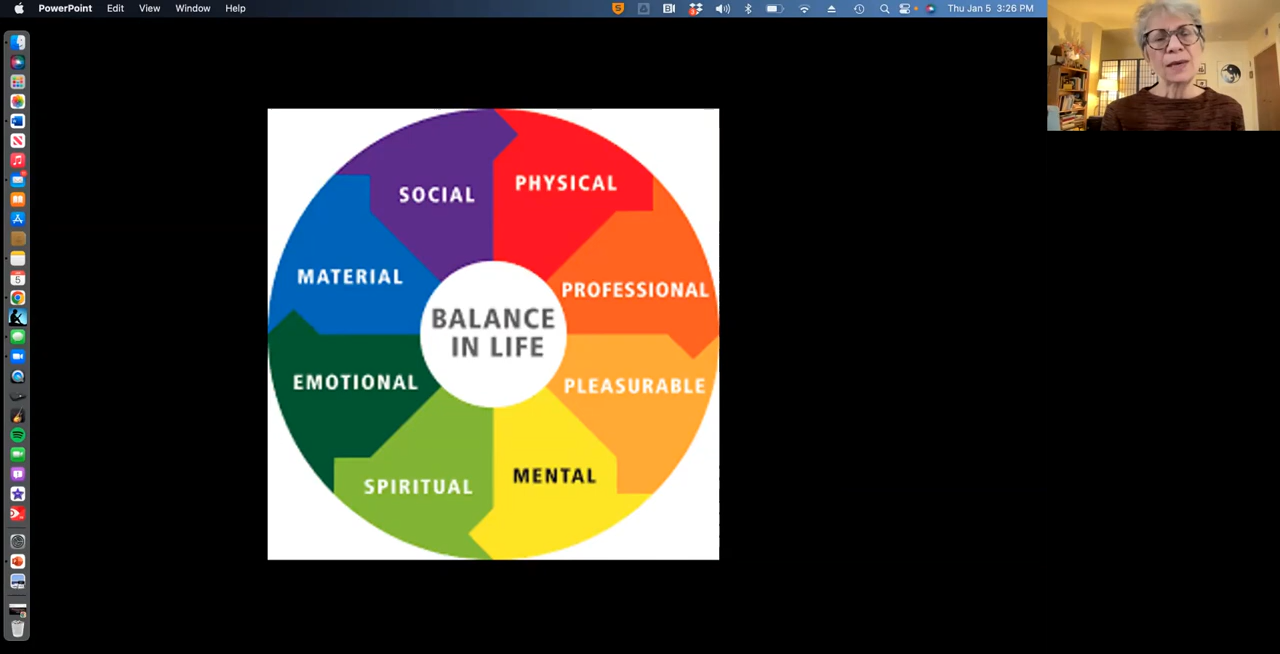 PowerPoint Edit View Window Help
Thu Jan 5 3:26 PM
SOCIAL
PHYSICAL
MATERIAL
PROFESSIONAL
BALANCE
IN LIFE
EMOTIONAL
PLEASURABLE
SPIRITUAL
MENTAL
5